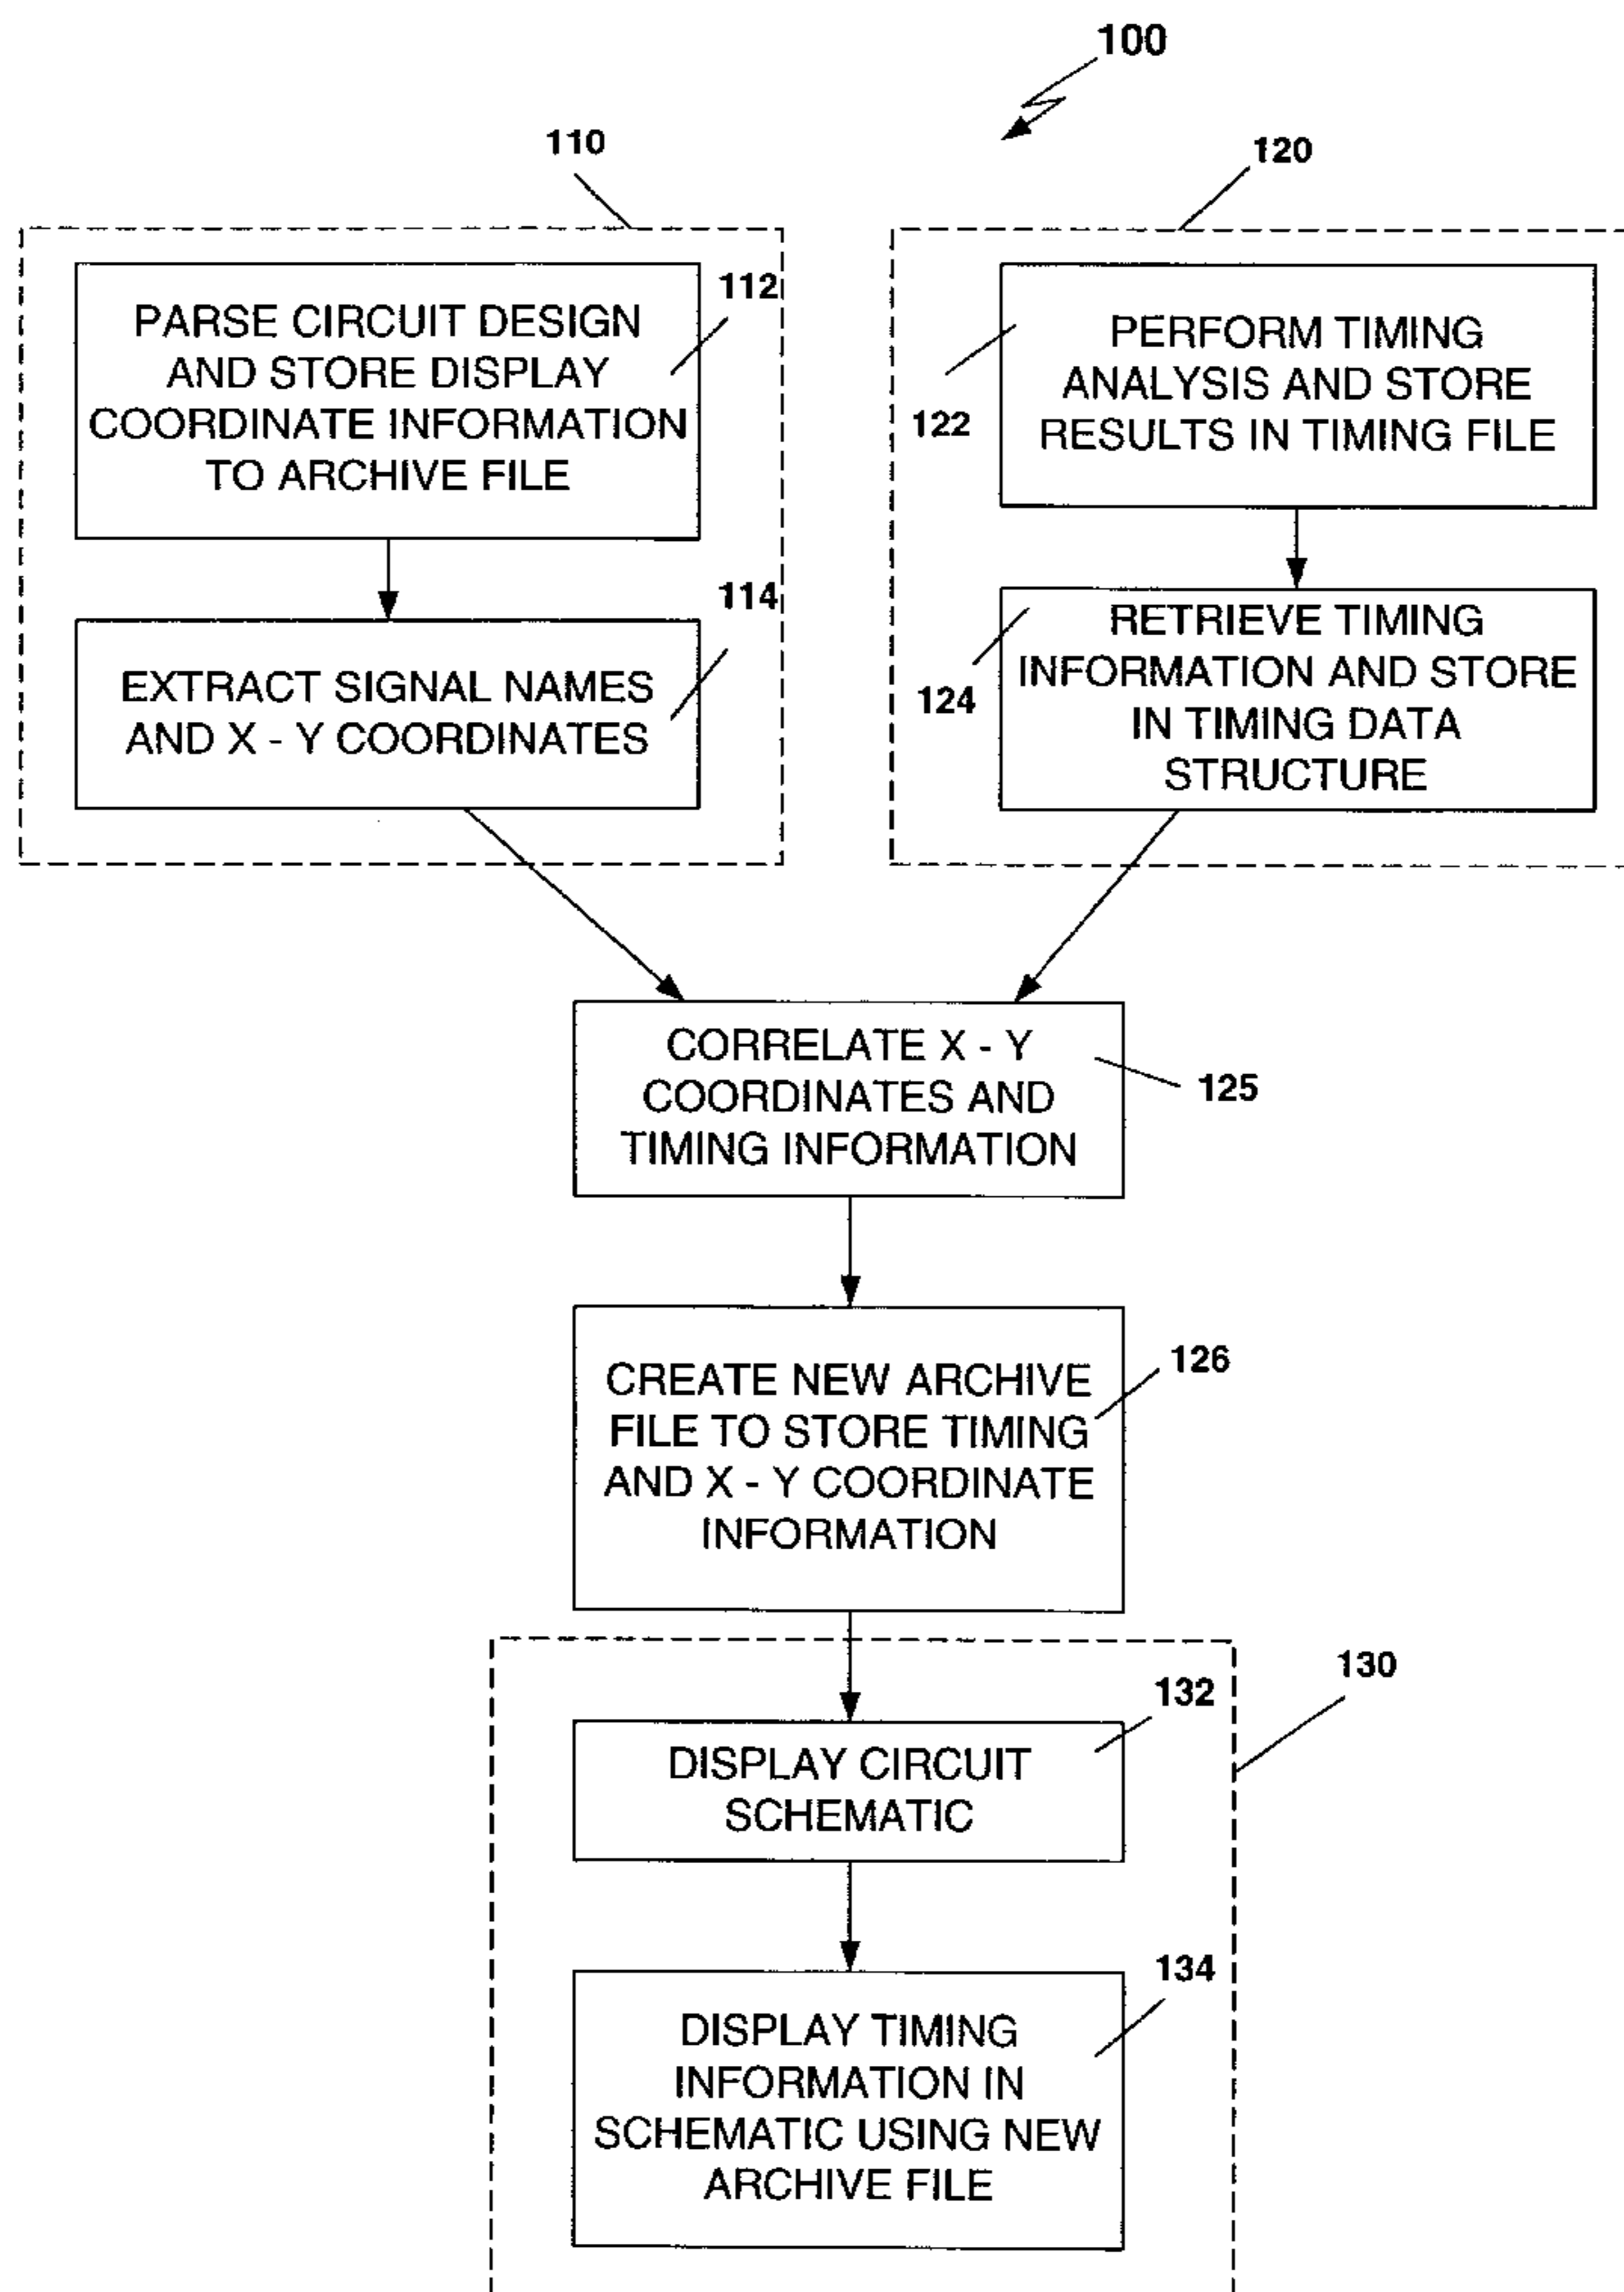 100
110
120
PARSE CIRCUIT DESIGN
AND STORE DISPLAY
COORDINATE INFORMATION
TO ARCHIVE FILE
112
EXTRACT SIGNAL NAMES
AND X - Y COORDINATES
114
PERFORM TIMING
ANALYSIS AND STORE
RESULTS IN TIMING FILE
122
RETRIEVE TIMING
INFORMATION AND STORE
IN TIMING DATA
STRUCTURE
124
CORRELATE X - Y
COORDINATES AND
TIMING INFORMATION
125
CREATE NEW ARCHIVE
FILE TO STORE TIMING
AND X - Y COORDINATE
INFORMATION
126
130
132
DISPLAY CIRCUIT
SCHEMATIC
134
DISPLAY TIMING
INFORMATION IN
SCHEMATIC USING NEW
ARCHIVE FILE